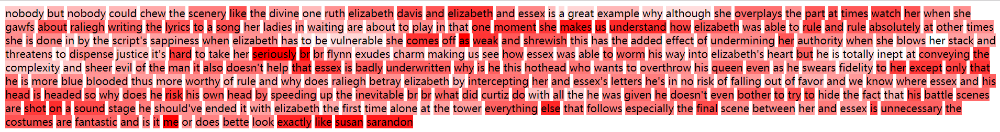 nobody but nobody could chew the scenery like the divine one ruth elizabeth davis and elizabeth and essex is a great example why although she overplays the part at times watch her when she
gawfs about raliegh writing the lyrics to a song her ladies in waiting are about to play in that one moment she makes us understand how elizabeth was able to rule and rule absolutely at other times
she is done in by the script's sappiness when elizabeth has to be vulnerable she comes off as weak and shrewish this has the added effect of undermining her authority when she blows her stack and
threatens to dispense justice it's hard to take her seriously br br flynn exudes charm making us see how essex was able to worm his way into elizabeth's heart but he is totally inept at conveying the
complexity and sheer evil of the man it also doesn't help that essex is badly underwritten why is he this hothead who wants to overthrow his queen even as he swears fidelity to her except only that
he is more blue blooded thus more worthy of rule and why does raliegh betray elizabeth by intercepting her and essex's letters he's in no risk of falling out of favor and we know where essex and his
head is headed so why does he risk his own head by speeding up the inevitable br br what did curtiz do with all the he was given he doesn't even bother to try to hide the fact that his battle scenes
are shot on a sound stage he should've ended it with elizabeth the first time alone at the tower everything else that follows especially the final scene between her and essex is unnecessary the
costumes are fantastic and is it me or does bette look exactly like susan sarandon